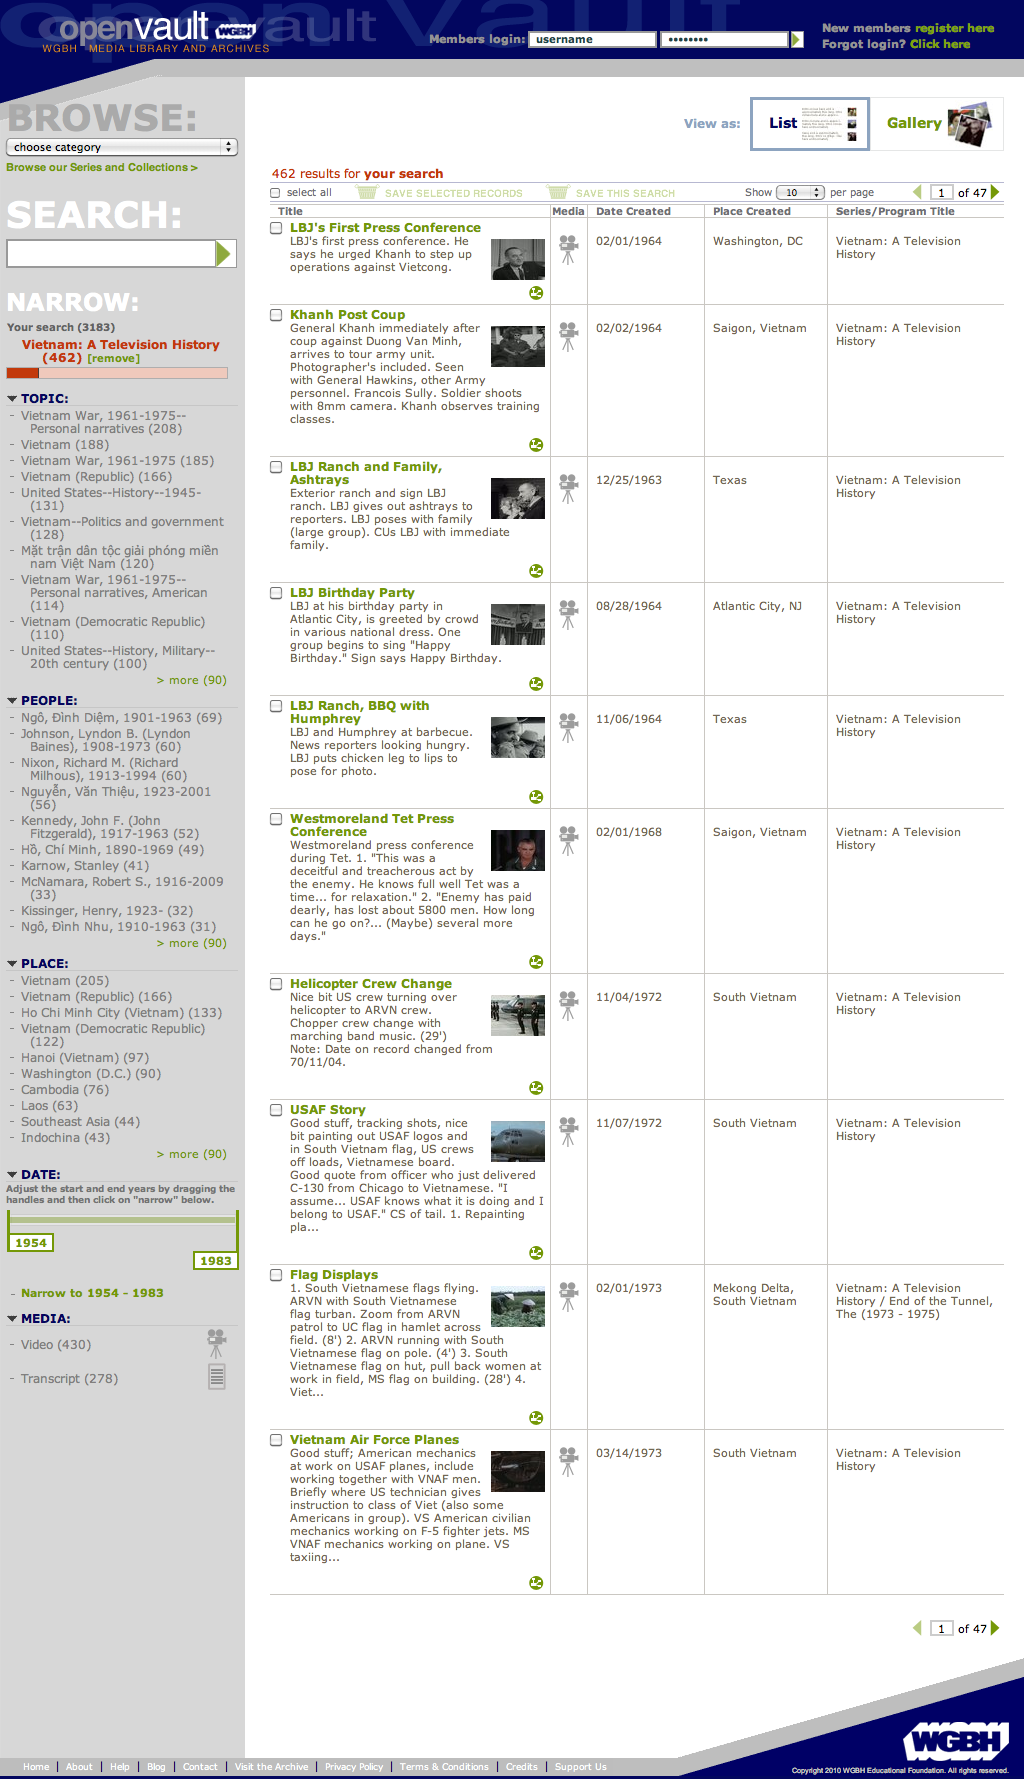 openvault WGBH
WGBH MEDIA LIBRARY AND ARCHIVES
Members login: username ••••••••
New members register here
Forgot login? Click here
BROWSE:
choose category
Browse our Series and Collections >
SEARCH:
NARROW:
Your search (3183)
Vietnam: A Television History
(462) [remove]
TOPIC:
- Vietnam War, 1961-1975--
Personal narratives (208)
- Vietnam (188)
- Vietnam War, 1961-1975 (185)
- Vietnam (Republic) (166)
- United States--History--1945-
(131)
- Vietnam--Politics and government
(128)
- Mặt trận dân tộc giải phóng miền
nam Việt Nam (120)
- Vietnam War, 1961-1975--
Personal narratives, American
(114)
- Vietnam (Democratic Republic)
(110)
- United States--History, Military--
20th century (100)
> more (90)
PEOPLE:
- Ngô, Đình Diệm, 1901-1963 (69)
- Johnson, Lyndon B. (Lyndon
Baines), 1908-1973 (60)
- Nixon, Richard M. (Richard
Milhous), 1913-1994 (60)
- Nguyễn, Văn Thiệu, 1923-2001
(56)
- Kennedy, John F. (John
Fitzgerald), 1917-1963 (52)
- Hồ, Chí Minh, 1890-1969 (49)
- Karnow, Stanley (41)
- McNamara, Robert S., 1916-2009
(33)
- Kissinger, Henry, 1923- (32)
- Ngô, Đình Nhu, 1910-1963 (31)
> more (90)
PLACE:
- Vietnam (205)
- Vietnam (Republic) (166)
- Ho Chi Minh City (Vietnam) (133)
- Vietnam (Democratic Republic)
(122)
- Hanoi (Vietnam) (97)
- Washington (D.C.) (90)
- Cambodia (76)
- Laos (63)
- Southeast Asia (44)
- Indochina (43)
> more (90)
DATE:
Adjust the start and end years by dragging the
handles and then click on "narrow" below.
1954
1983
- Narrow to 1954 - 1983
MEDIA:
- Video (430)
- Transcript (278)
View as: List Gallery
462 results for your search
select all SAVE SELECTED RECORDS SAVE THIS SEARCH Show 10 per page 1 of 47
Title Media Date Created Place Created Series/Program Title
LBJ's First Press Conference
LBJ's first press conference. He
says he urged Khanh to step up
operations against Vietcong.
02/01/1964 Washington, DC Vietnam: A Television
History
Khanh Post Coup
General Khanh immediately after
coup against Duong Van Minh,
arrives to tour army unit.
Photographer's included. Seen
with General Hawkins, other Army
personnel. Francois Sully. Soldier shoots
with 8mm camera. Khanh observes training
classes.
02/02/1964 Saigon, Vietnam Vietnam: A Television
History
LBJ Ranch and Family,
Ashtrays
Exterior ranch and sign LBJ
ranch. LBJ gives out ashtrays to
reporters. LBJ poses with family
(large group). CUs LBJ with immediate
family.
12/25/1963 Texas Vietnam: A Television
History
LBJ Birthday Party
LBJ at his birthday party in
Atlantic City, is greeted by crowd
in various national dress. One
group begins to sing "Happy
Birthday." Sign says Happy Birthday.
08/28/1964 Atlantic City, NJ Vietnam: A Television
History
LBJ Ranch, BBQ with
Humphrey
LBJ and Humphrey at barbecue.
News reporters looking hungry.
LBJ puts chicken leg to lips to
pose for photo.
11/06/1964 Texas Vietnam: A Television
History
Westmoreland Tet Press
Conference
Westmoreland press conference
during Tet. 1. "This was a
deceitful and treacherous act by
the enemy. He knows full well Tet was a
time... for relaxation." 2. "Enemy has paid
dearly, has lost about 5800 men. How long
can he go on?... (Maybe) several more
days."
02/01/1968 Saigon, Vietnam Vietnam: A Television
History
Helicopter Crew Change
Nice bit US crew turning over
helicopter to ARVN crew.
Chopper crew change with
marching band music. (29')
Note: Date on record changed from
70/11/04.
11/04/1972 South Vietnam Vietnam: A Television
History
USAF Story
Good stuff, tracking shots, nice
bit painting out USAF logos and
in South Vietnam flag, US crews
off loads, Vietnamese board.
Good quote from officer who just delivered
C-130 from Chicago to Vietnamese. "I
assume... USAF knows what it is doing and I
belong to USAF." CS of tail. 1. Repainting
pla...
11/07/1972 South Vietnam Vietnam: A Television
History
Flag Displays
1. South Vietnamese flags flying.
ARVN with South Vietnamese
flag turban. Zoom from ARVN
patrol to UC flag in hamlet across
field. (8') 2. ARVN running with South
Vietnamese flag on pole. (4') 3. South
Vietnamese flag on hut, pull back women at
work in field, MS flag on building. (28') 4.
Viet...
02/01/1973 Mekong Delta,
South Vietnam
Vietnam: A Television
History / End of the Tunnel,
The (1973 - 1975)
Vietnam Air Force Planes
Good stuff; American mechanics
at work on USAF planes, include
working together with VNAF men.
Briefly where US technician gives
instruction to class of Viet (also some
Americans in group). VS American civilian
mechanics working on F-5 fighter jets. MS
VNAF mechanics working on plane. VS
taxiing...
03/14/1973 South Vietnam Vietnam: A Television
History
1 of 47
WGBH
Home | About | Help | Blog | Contact | Visit the Archive | Privacy Policy | Terms & Conditions | Credits | Support Us
Copyright 2010 WGBH Educational Foundation. All rights reserved.